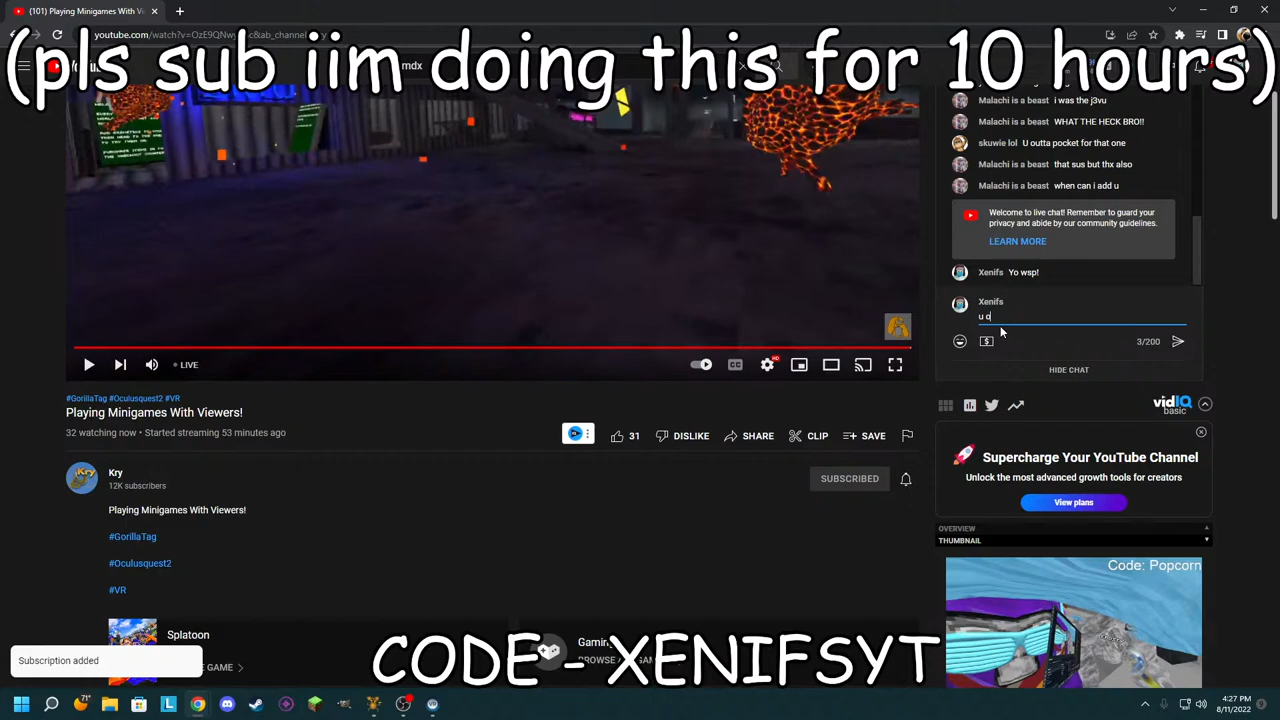 (101) Playing Minigames With Vi
(pls sub iim doing this for 10 hours)
mdx
Malachi is a beast i was the j3vu
Malachi is a beast WHAT THE HECK BRO!!
skuwie lol U outta pocket for that one
Malachi is a beast that sus but thx also
Malachi is a beast when can i add u
Welcome to live chat! Remember to guard your
privacy and abide by our community guidelines.
LEARN MORE
Xenifs Yo wsp!
Xenifs
u o
3/200
HIDE CHAT
LIVE
#GorillaTag #Oculusquest2 #VR
Playing Minigames With Viewers!
32 watching now • Started streaming 53 minutes ago
31 DISLIKE SHARE CLIP SAVE
Kry
12K subscribers
SUBSCRIBED
Playing Minigames With Viewers!
#GorillaTag
#Oculusquest2
#VR
Splatoon
vidIQ
basic
Supercharge Your YouTube Channel
Unlock the most advanced growth tools for creators
View plans
OVERVIEW
THUMBNAIL
Code: Popcorn
Subscription added
CODE - XENIFSYT
71°
4:27 PM
8/11/2022